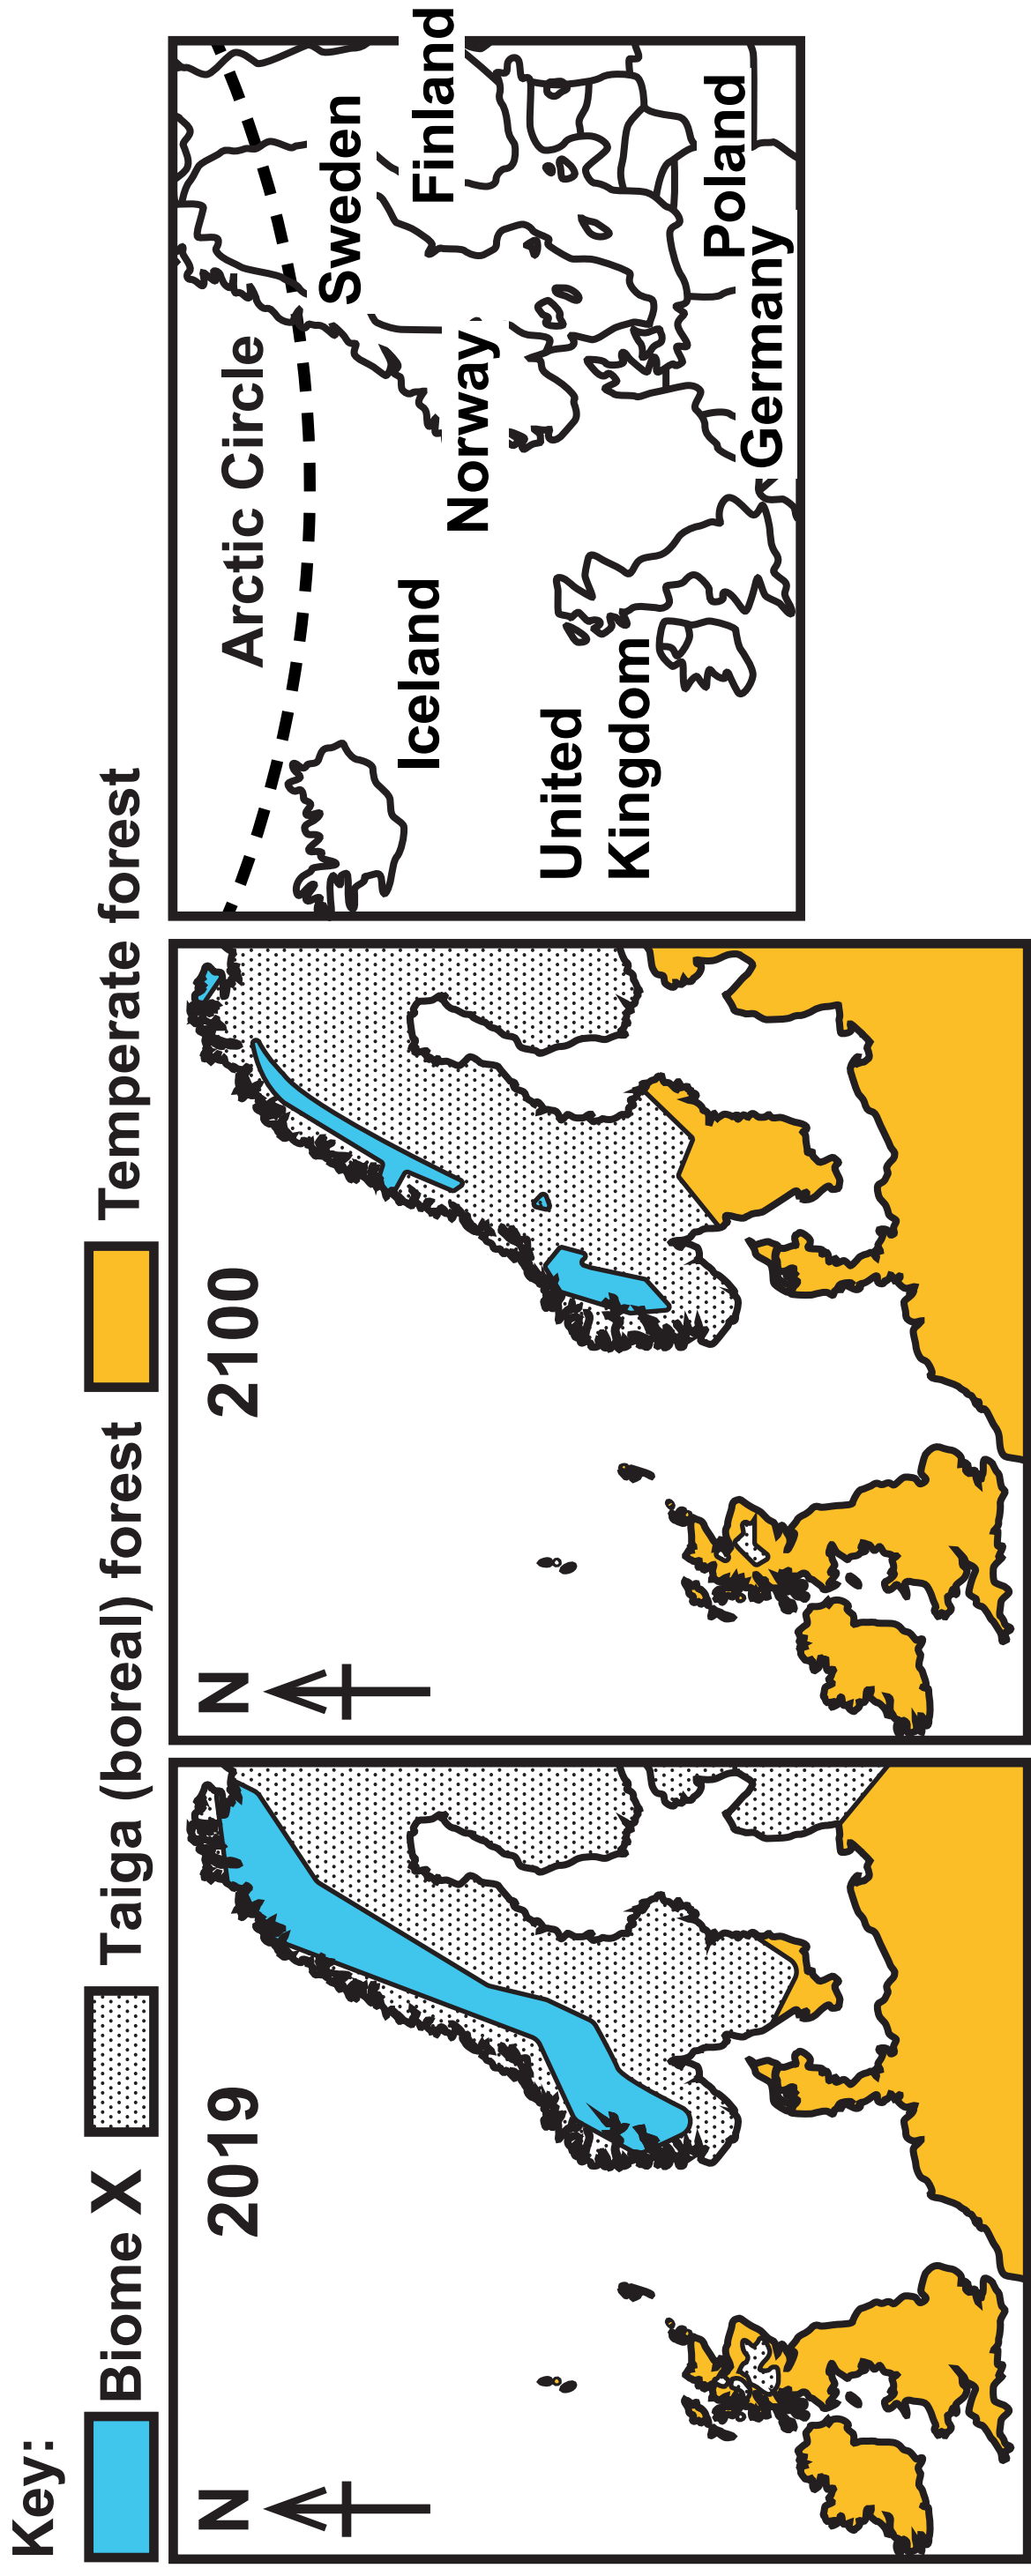 Key:
Biome X
Taiga (boreal) forest
Temperate forest
2019
N
2100
N
Arctic Circle
Iceland
Norway
Sweden
Finland
United
Kingdom
Poland
Germany